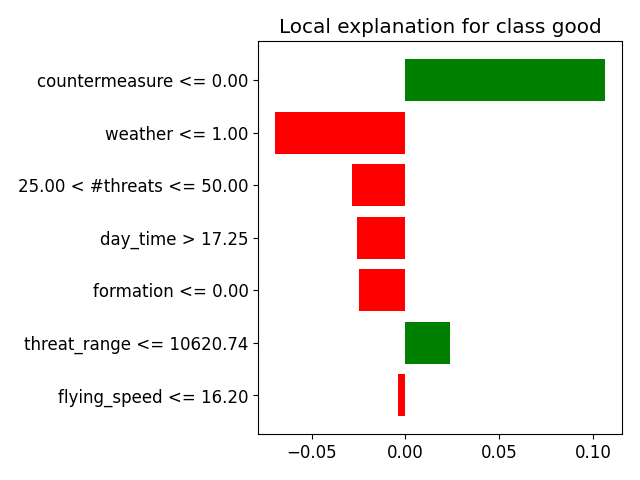 Local explanation for class good
countermeasure <= 0.00
weather <= 1.00
25.00 < #threats <= 50.00
day_time > 17.25
formation <= 0.00
threat_range <= 10620.74
flying_speed <= 16.20
−0.05 0.00 0.05 0.10